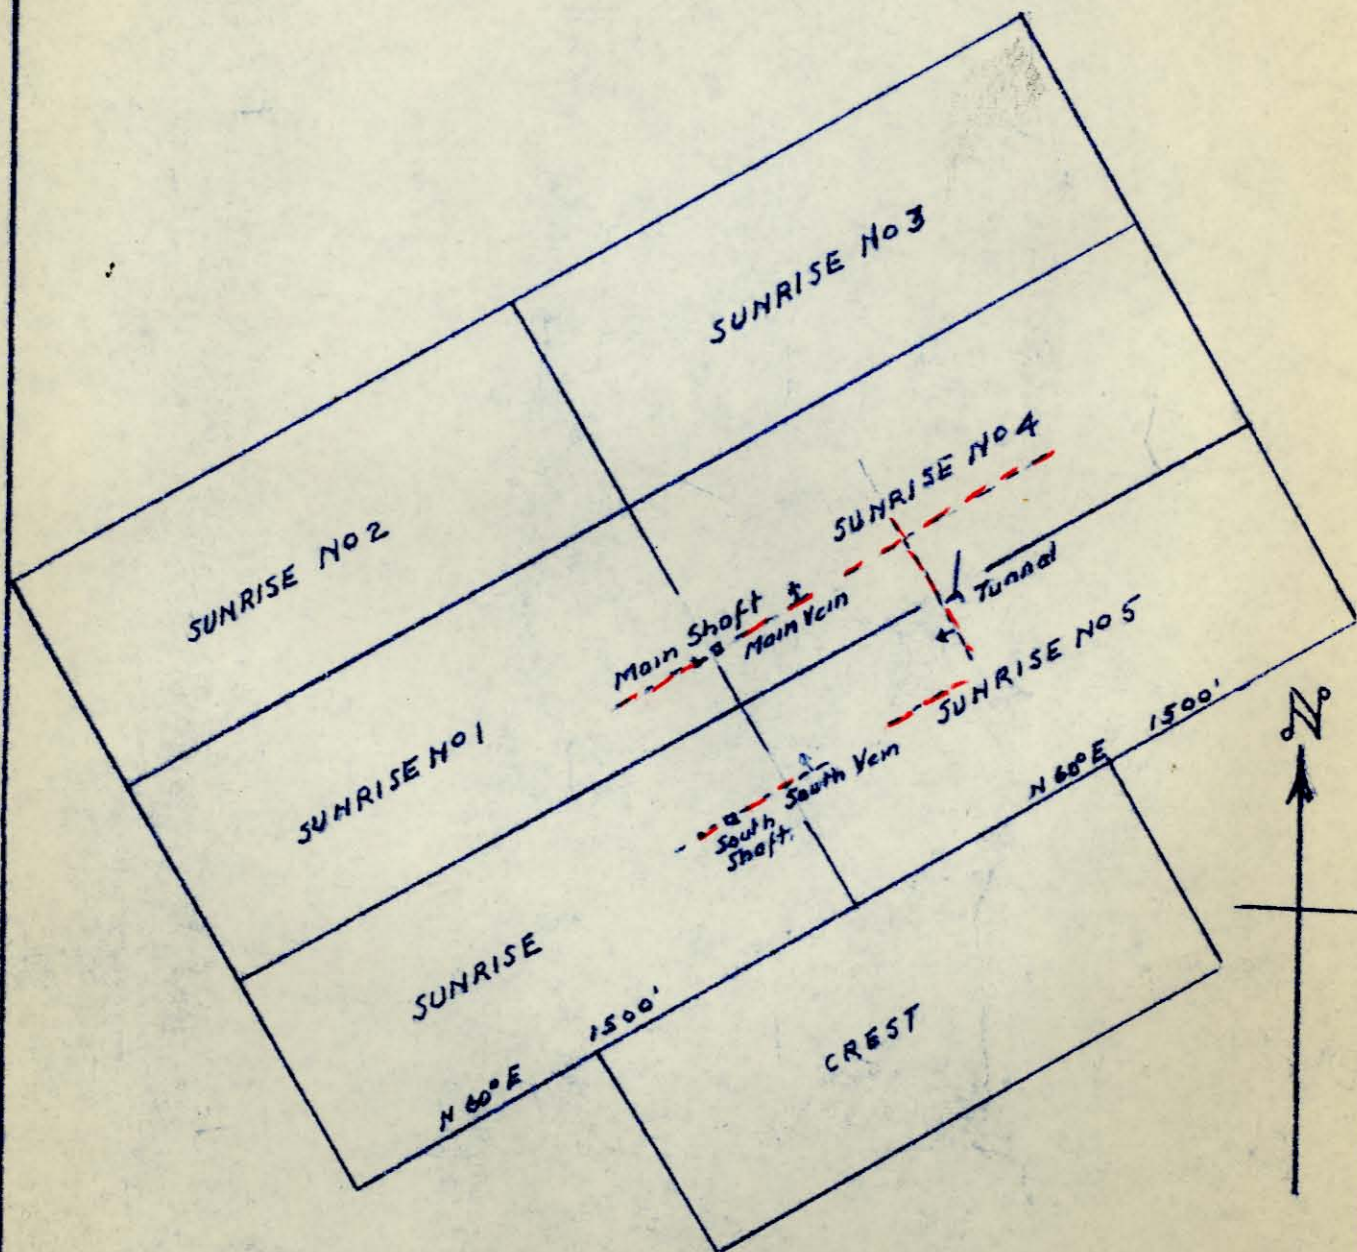 SUNRISE NO 3
SUNRISE NO 2
SUNRISE NO 4
Main Shaft
Main Vein
Tunnel
SUNRISE NO 1
SUNRISE NO 5
South Vein
South
Shaft.
N 60° E 1500'
N
SUNRISE
N 60° E 1500'
CREST